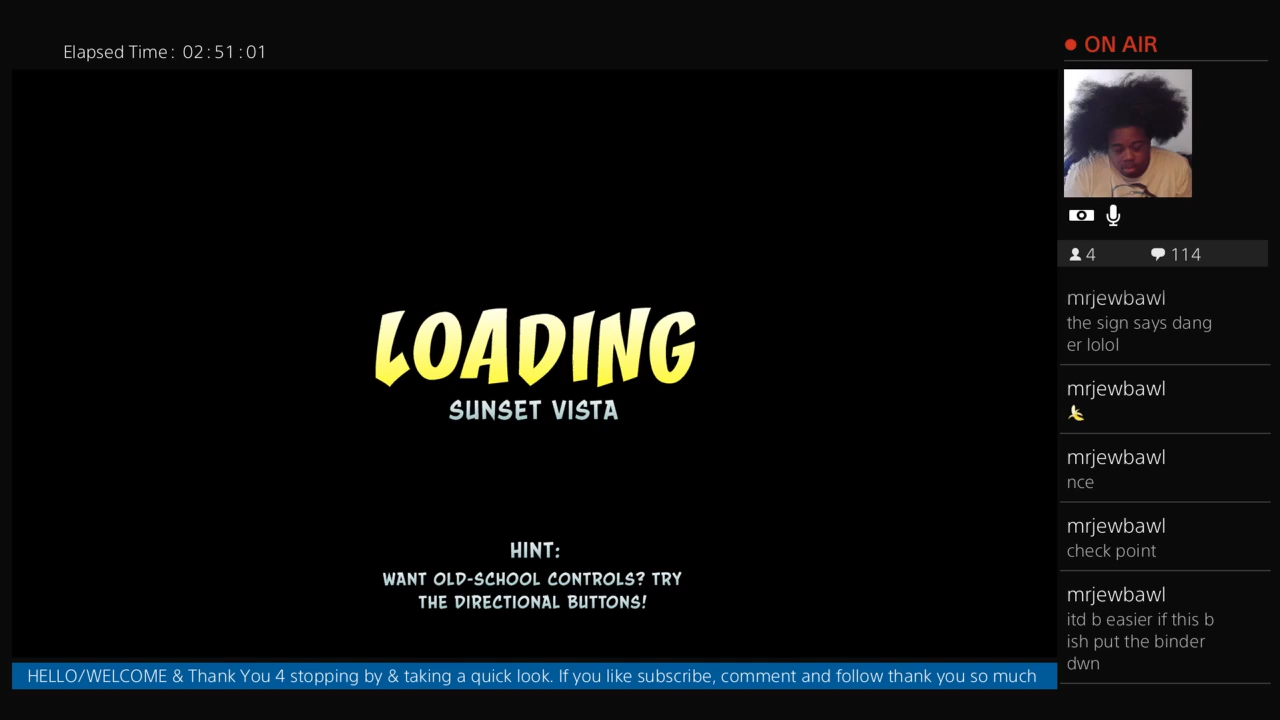 Elapsed Time: 02:51:01
ON AIR
4
114
mrjewbawl
the sign says dang
er lolol
mrjewbawl
mrjewbawl
nce
mrjewbawl
check point
mrjewbawl
itd b easier if this b
ish put the binder
dwn
LOADING
SUNSET VISTA
HINT:
WANT OLD-SCHOOL CONTROLS? TRY
THE DIRECTIONAL BUTTONS!
HELLO/WELCOME & Thank You 4 stopping by & taking a quick look. If you like subscribe, comment and follow thank you so much